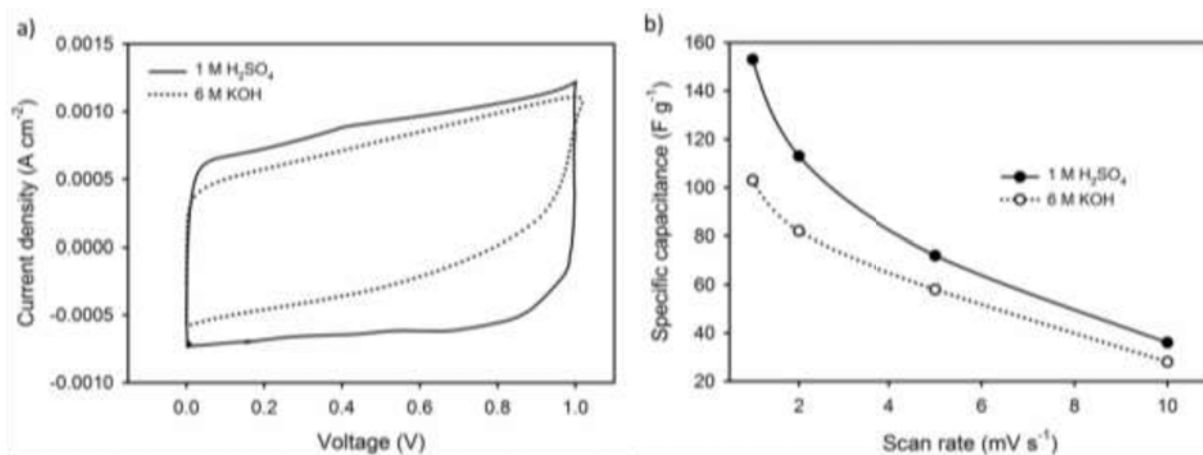 a)
0.0015
0.0010
0.0005
0.0000
-0.0005
-0.0010
Current density (A cm⁻²)
1 M H₂SO₄
6 M KOH
0.0 0.2 0.4 0.6 0.8 1.0
Voltage (V)
b)
160
140
120
100
80
60
40
20
Specific capacitance (F g⁻¹)
1 M H₂SO₄
6 M KOH
2 4 6 8 10
Scan rate (mV s⁻¹)